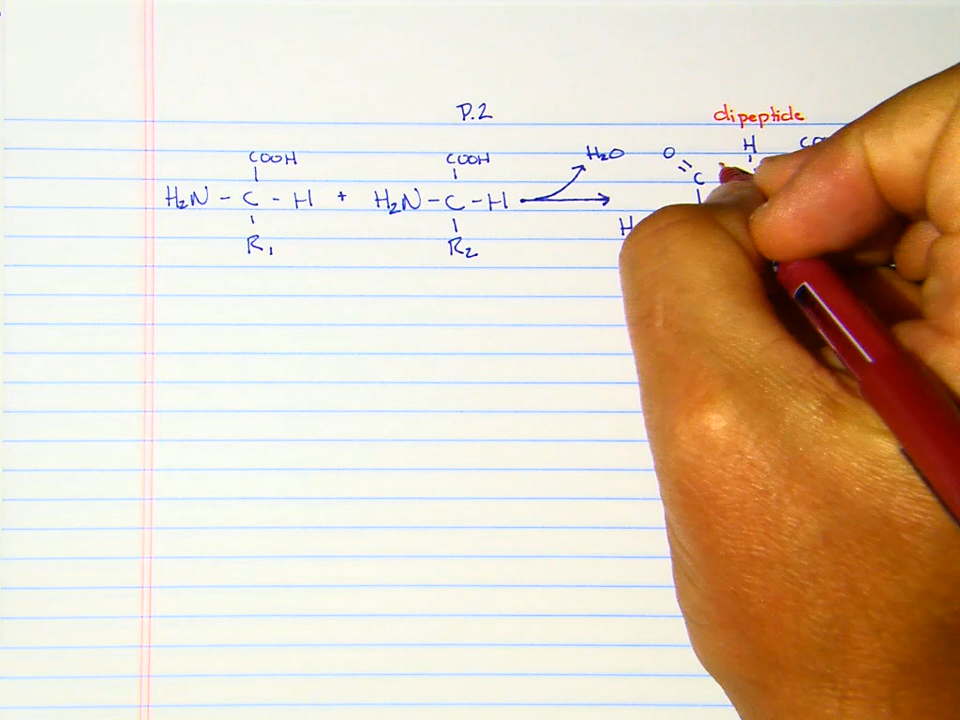 P.2
dipeptide
COOH COOH H₂O O H
H₂N – C – H + H₂N – C – H → C
R₁ R₂ H